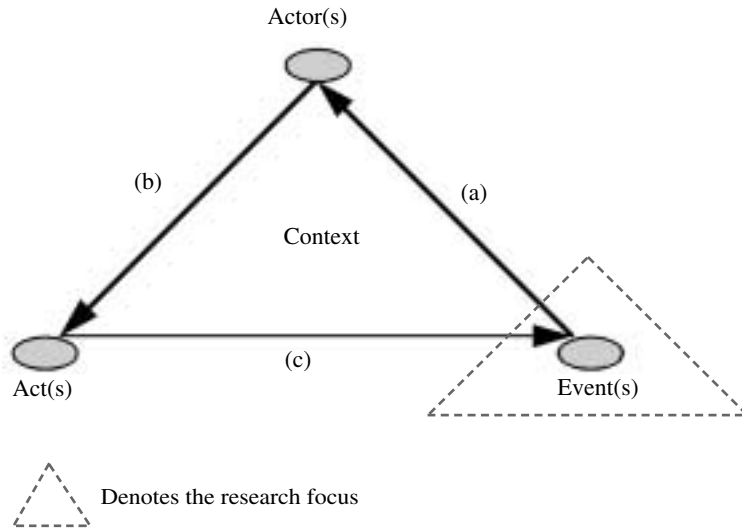 Actor(s)
(b)
(a)
Context
(c)
Act(s)
Event(s)
Denotes the research focus